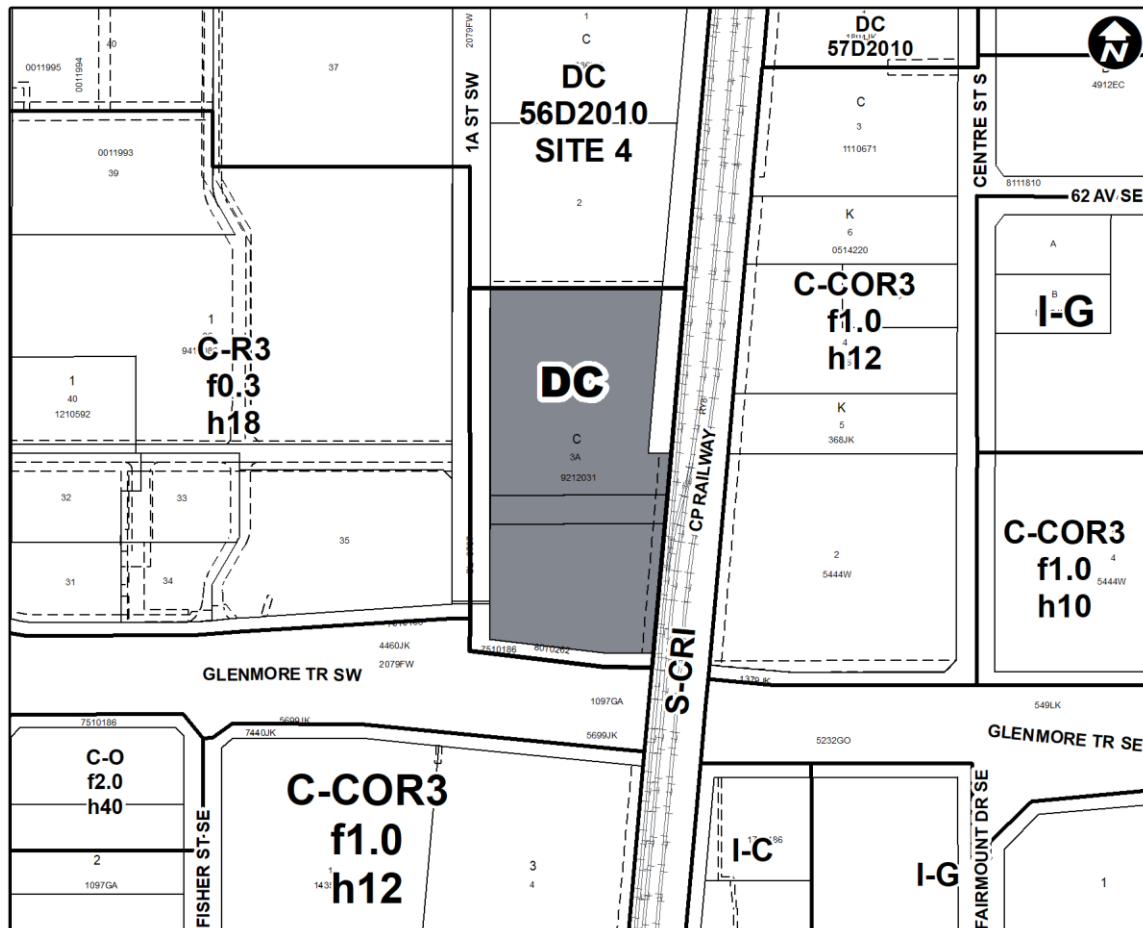 40
0011995
0011994
37
2079FW
1A ST SW
1
C
DC
56D2010
SITE 4
2
DC
57D2010
N
4912EC
CENTRE ST S
C
3
1110671
8111810
62 AV SE
0011993
39
K
6
0514220
A
B
I-G
C-COR3
f1.0
h12
4
1
C-R3
f0.3
h18
1
40
1210592
DC
C
3A
9212031
K
5
368JK
CP RAILWAY
32
33
35
31
34
2
5444W
C-COR3
f1.0
h10
4
5444W
S-CRI
7510186
8010262
4460JK
2079FW
GLENMORE TR SW
1097GA
1379JK
549LK
GLENMORE TR SE
7510186
5699JK
7440JK
5699JK
5232GO
C-O
f2.0
h40
2
1097GA
FISHER ST SE
C-COR3
f1.0
h12
3
4
I-C
I-G
FAIRMOUNT DR SE
1